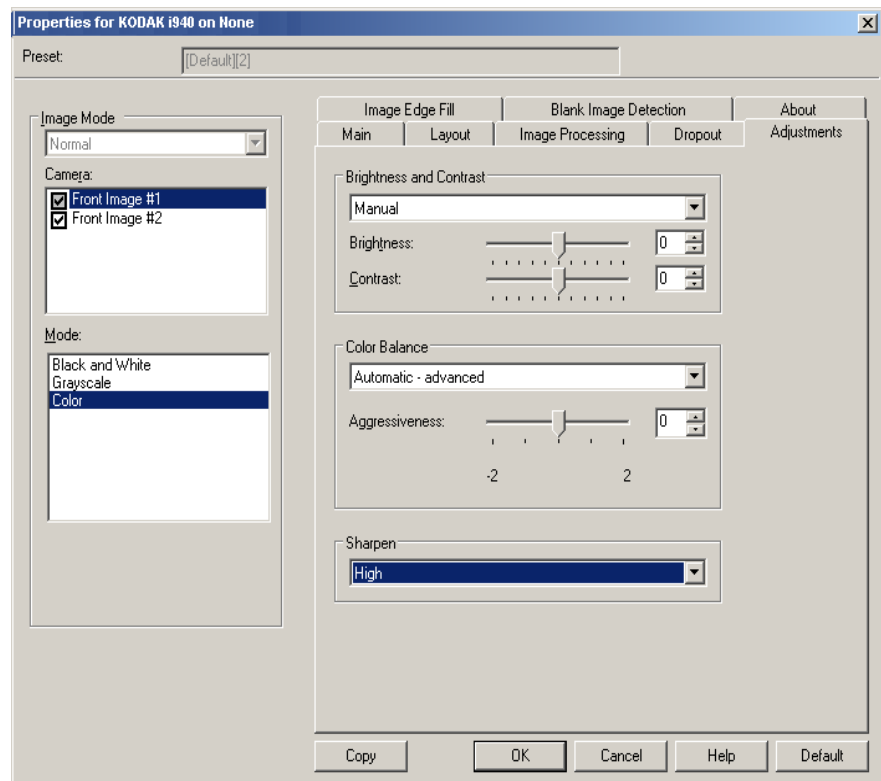 Properties for KODAK i940 on None
Preset: [Default][2]
Image Mode
Normal
Camera:
Front Image #1
Front Image #2
Mode:
Black and White
Grayscale
Color
Image Edge Fill Blank Image Detection About
Main Layout Image Processing Dropout Adjustments
Brightness and Contrast
Manual
Brightness: 0
Contrast: 0
Color Balance
Automatic - advanced
Aggressiveness: 0
-2 2
Sharpen
High
Copy OK Cancel Help Default